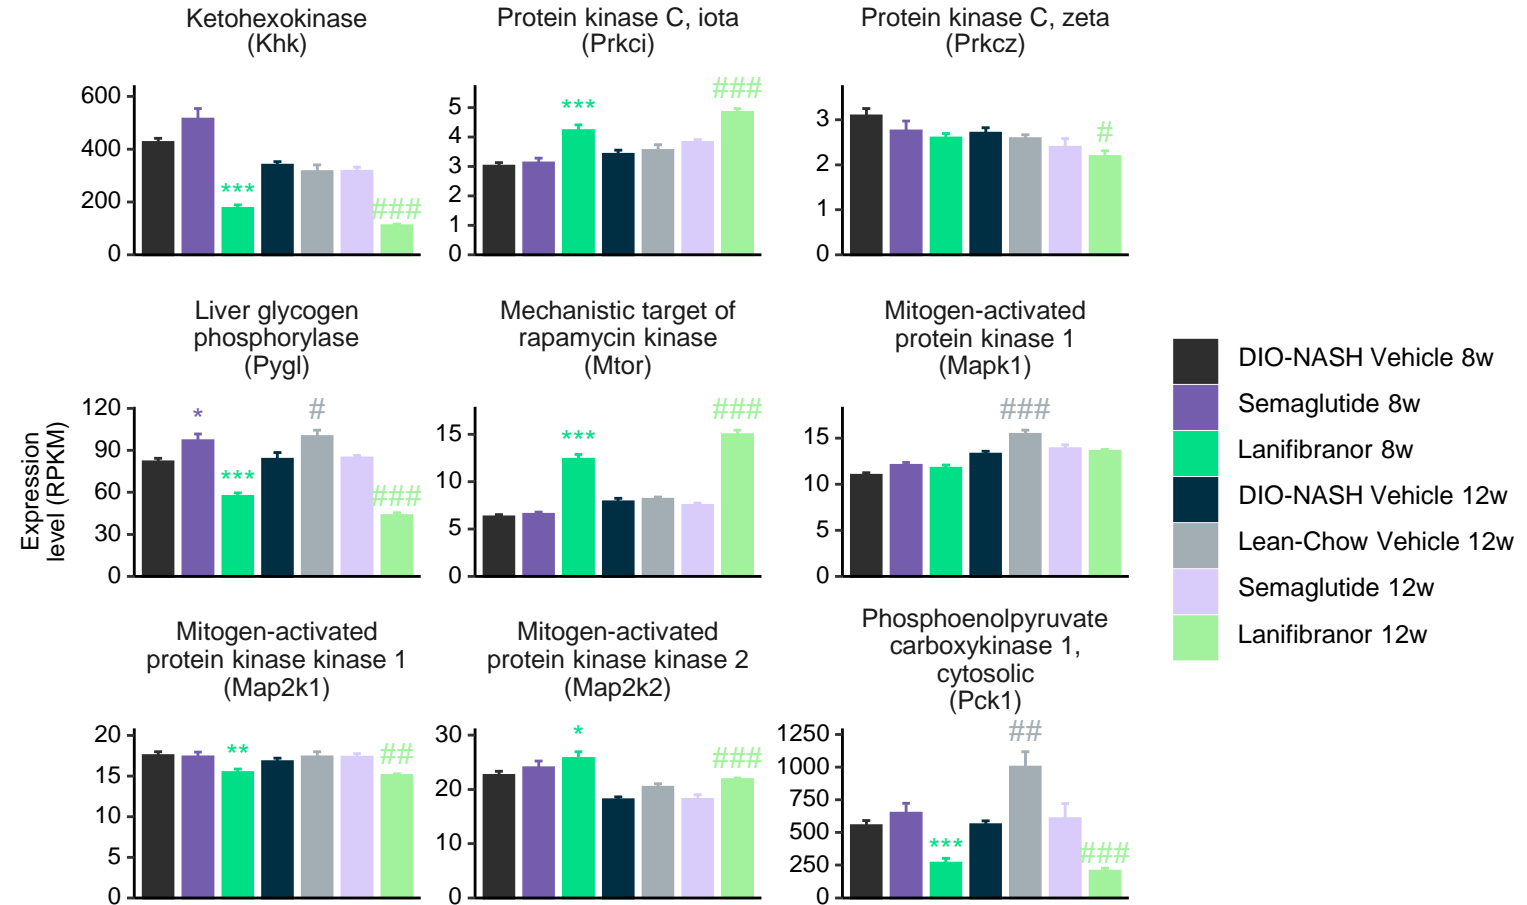 Ketohexokinase
(Khk)
600
400
200
0
***
###
Protein kinase C, iota
(Prkci)
5
4
3
2
1
0
***
###
Protein kinase C, zeta
(Prkcz)
3
2
1
0
#
Expression
level (RPKM)
Liver glycogen
phosphorylase
(Pygl)
120
90
60
30
0
*
***
#
###
Mechanistic target of
rapamycin kinase
(Mtor)
15
10
5
0
***
###
Mitogen-activated
protein kinase 1
(Mapk1)
15
10
5
0
###
Mitogen-activated
protein kinase kinase 1
(Map2k1)
20
15
10
5
0
**
##
Mitogen-activated
protein kinase kinase 2
(Map2k2)
30
20
10
0
*
###
Phosphoenolpyruvate
carboxykinase 1,
cytosolic
(Pck1)
1250
1000
750
500
250
0
***
##
###
DIO-NASH Vehicle 8w
Semaglutide 8w
Lanifibranor 8w
DIO-NASH Vehicle 12w
Lean-Chow Vehicle 12w
Semaglutide 12w
Lanifibranor 12w